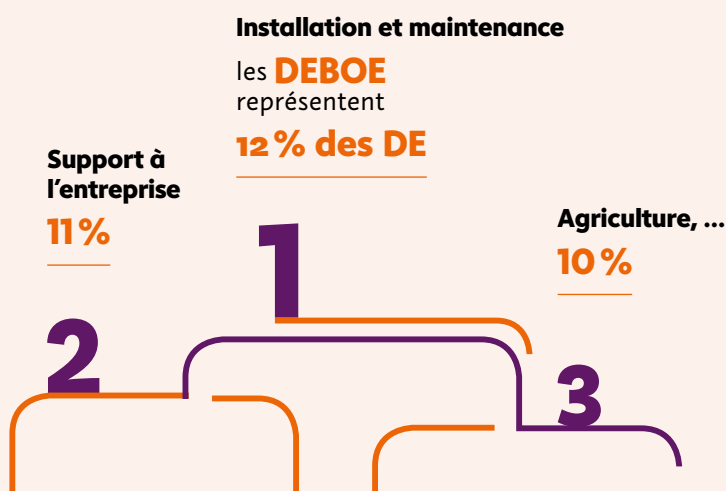 Installation et maintenance
les DEBOE
représentent
12 % des DE
Support à
l'entreprise
11 %
Agriculture, ...
10 %
1
2
3